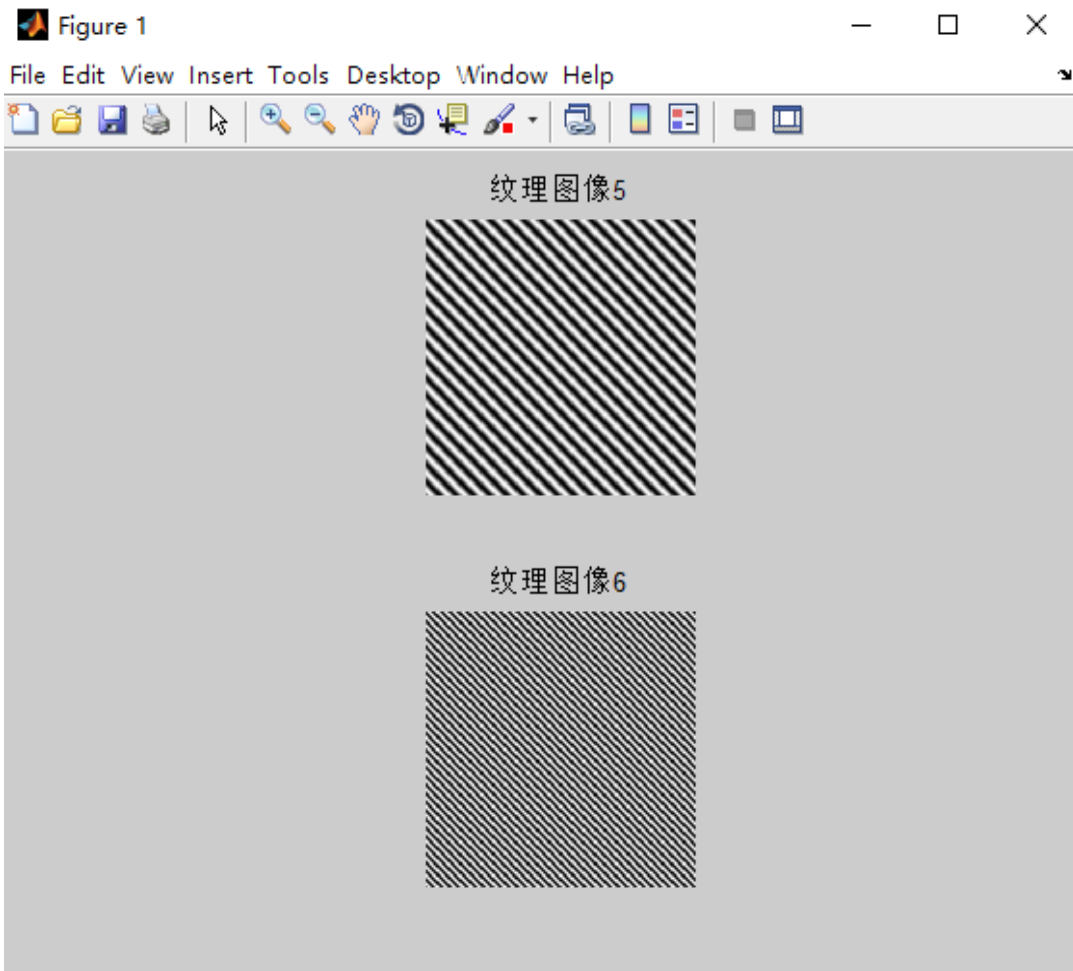 Figure 1
File Edit View Insert Tools Desktop Window Help
纹理图像5
纹理图像6